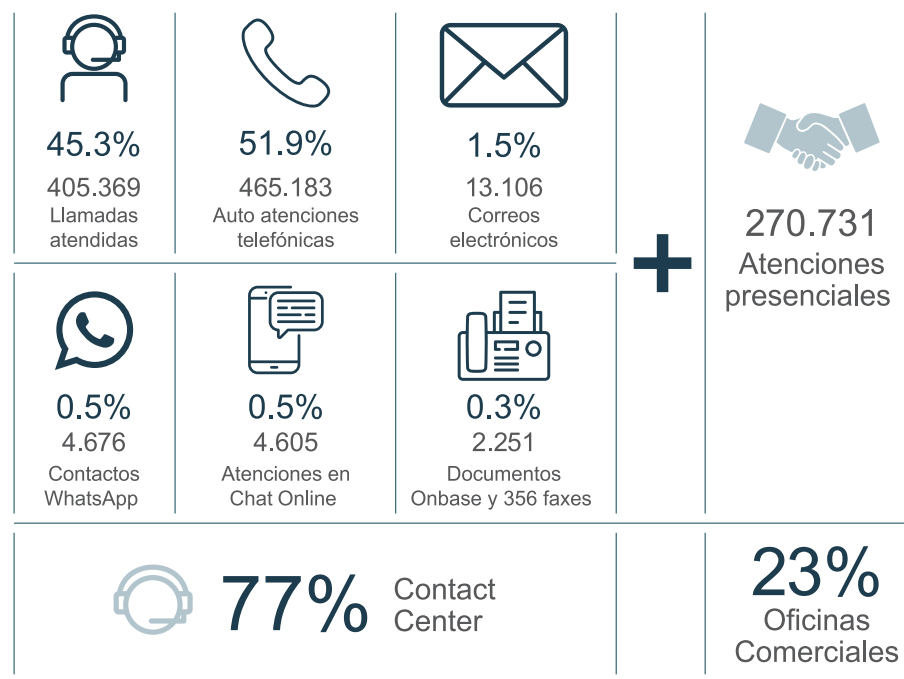 45.3%
405.369
Llamadas
atendidas
51.9%
465.183
Auto atenciones
telefónicas
1.5%
13.106
Correos
electrónicos
+
270.731
Atenciones
presenciales
0.5%
4.676
Contactos
WhatsApp
0.5%
4.605
Atenciones en
Chat Online
0.3%
2.251
Documentos
Onbase y 356 faxes
77%
Contact
Center
23%
Oficinas
Comerciales